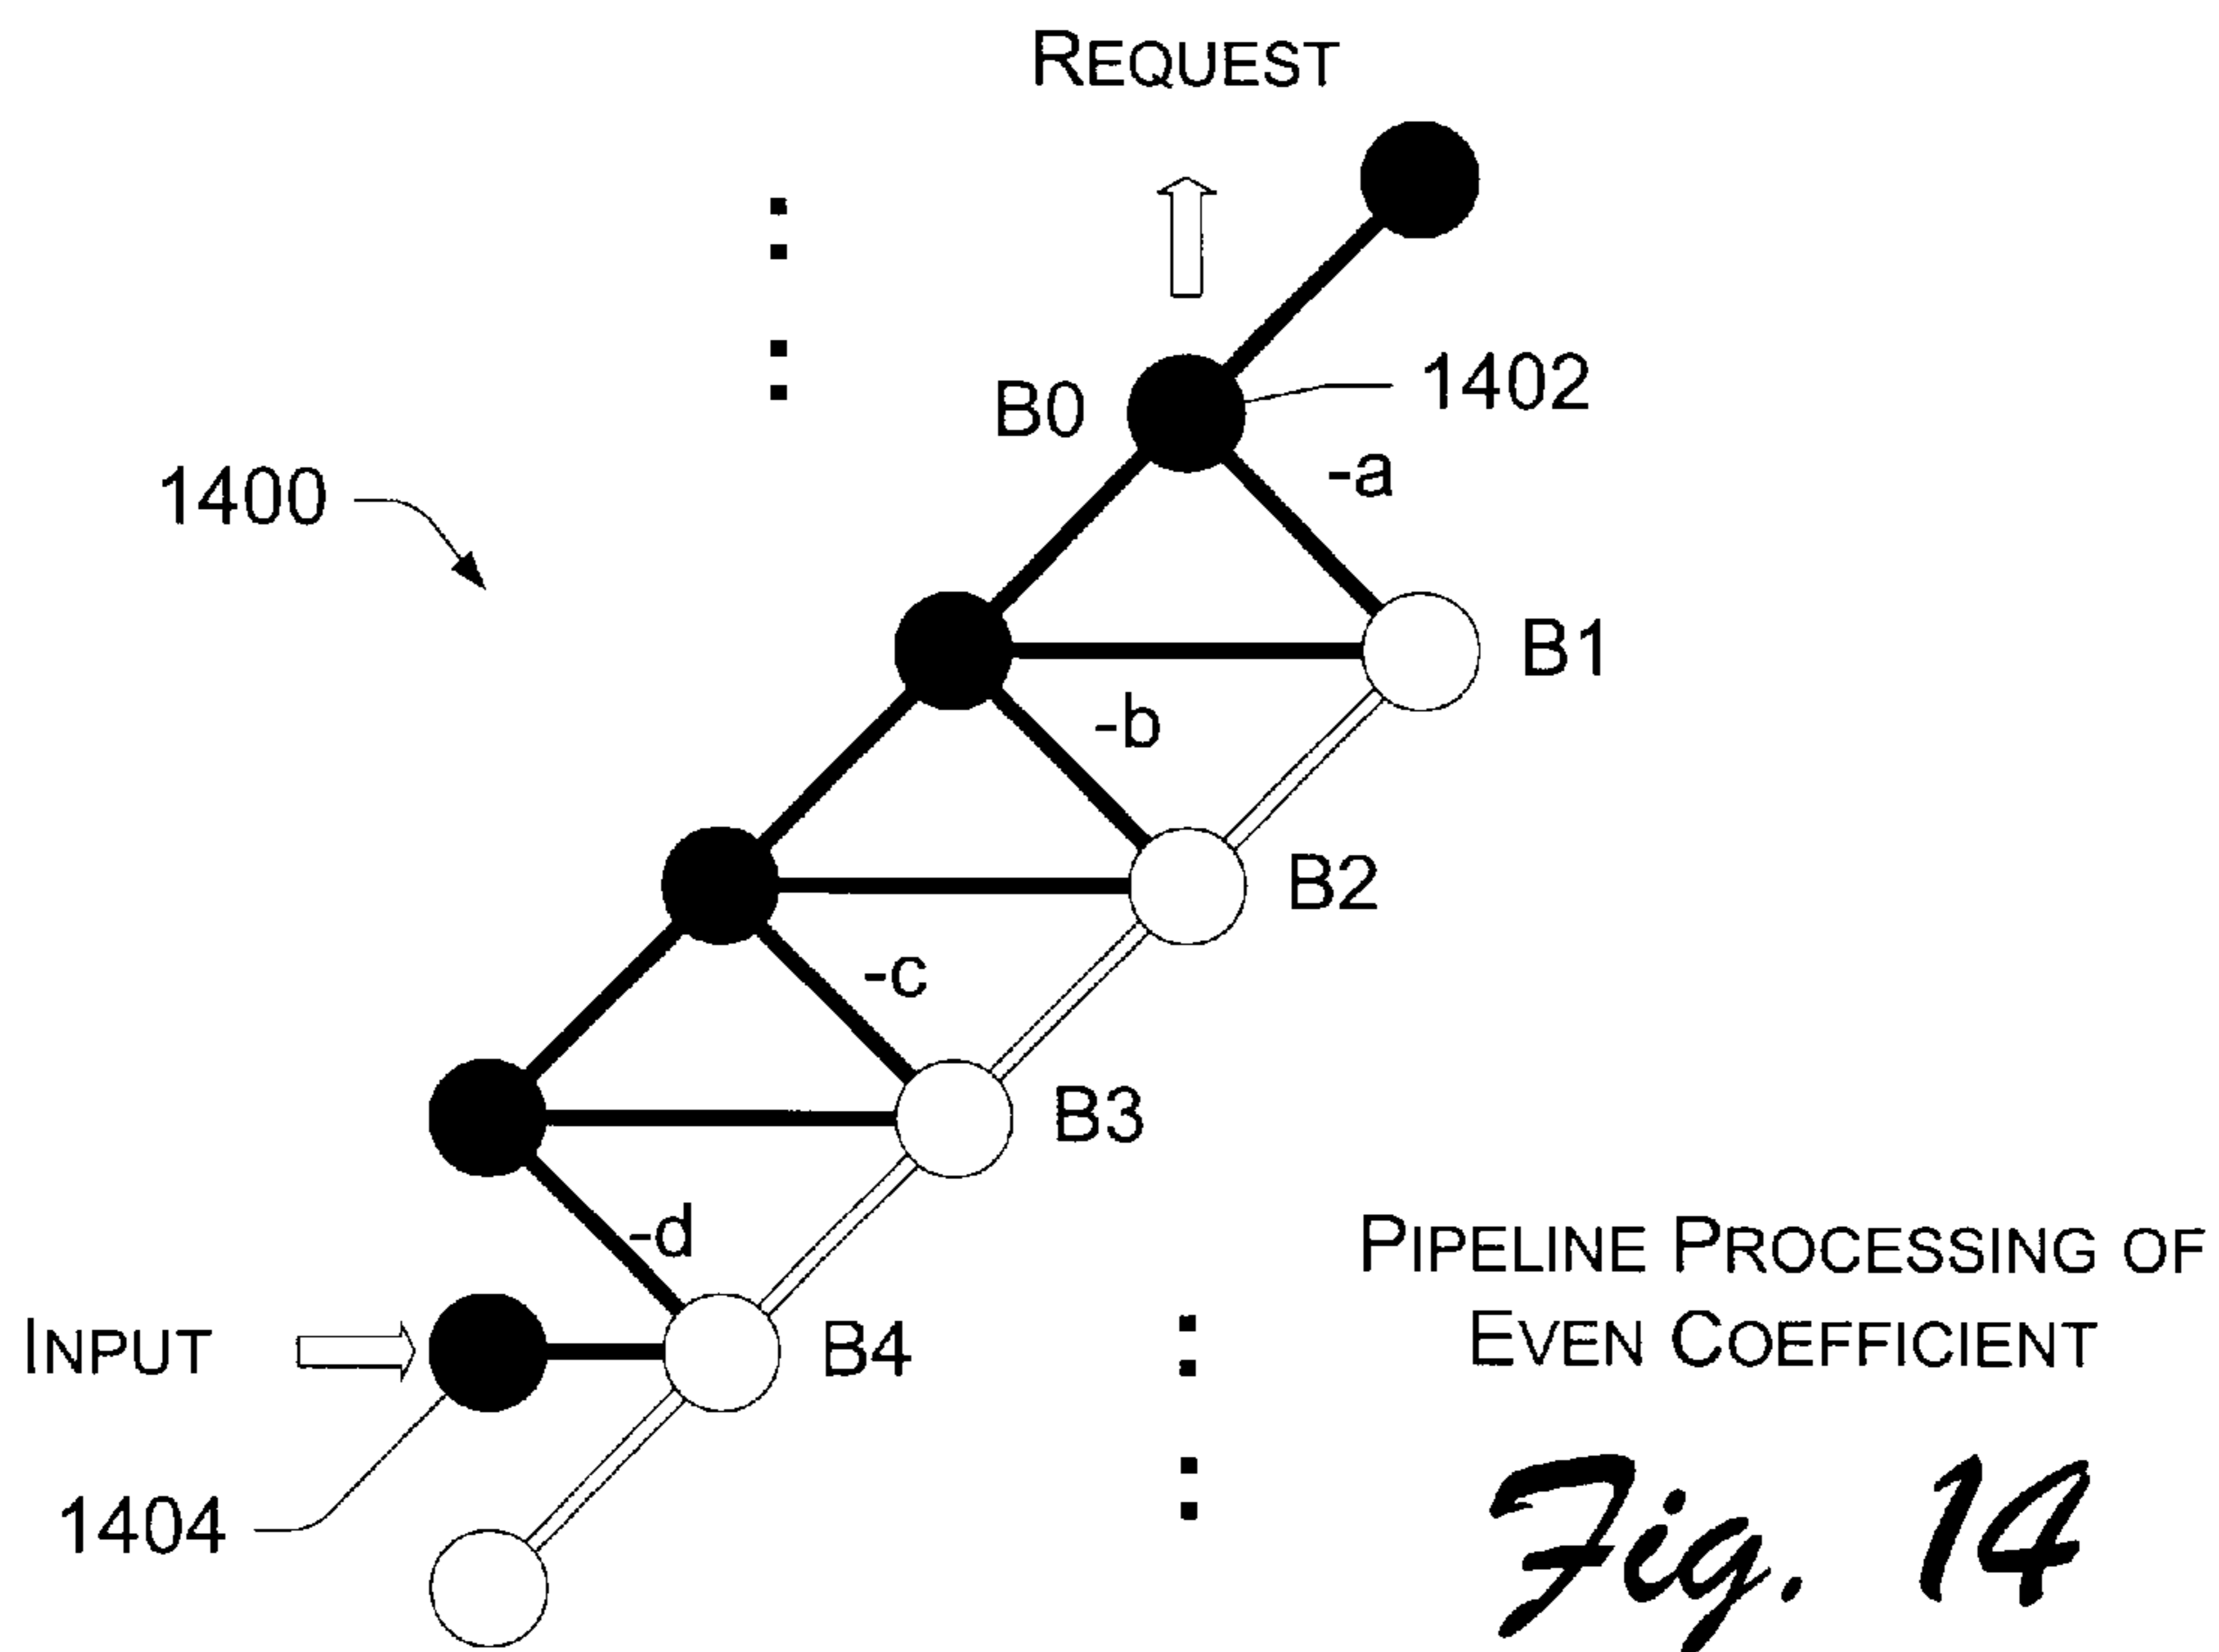 REQUEST
B0
1402
-a
1400
B1
-b
B2
-c
B3
-d
INPUT
B4
1404
PIPELINE PROCESSING OF
EVEN COEFFICIENT
Fig. 14